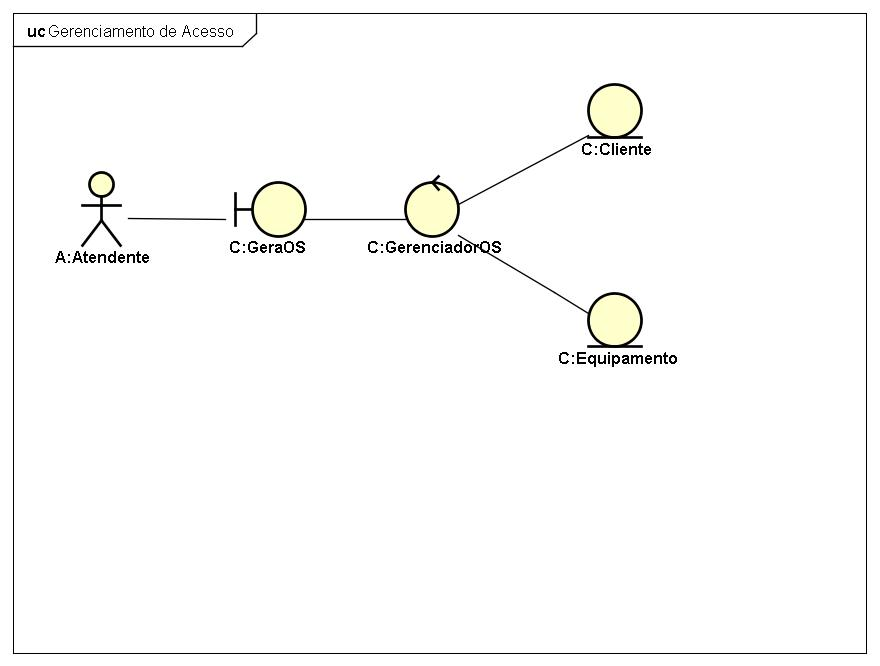 uc Gerenciamento de Acesso
C:Cliente
A:Atendente
C:GeraOS
C:GerenciadorOS
C:Equipamento